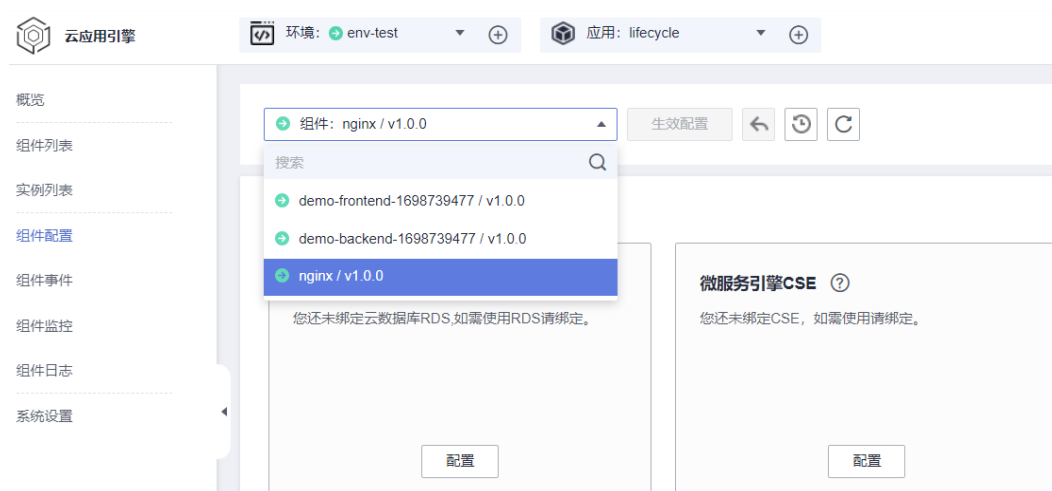 云应用引擎
环境: env-test
应用: lifecycle
概览
组件列表
实例列表
组件配置
组件事件
组件监控
组件日志
系统设置
组件: nginx / v1.0.0
生效配置
搜索
demo-frontend-1698739477 / v1.0.0
demo-backend-1698739477 / v1.0.0
nginx / v1.0.0
您还未绑定云数据库RDS,如需使用RDS请绑定。
配置
微服务引擎CSE
您还未绑定CSE，如需使用请绑定。
配置